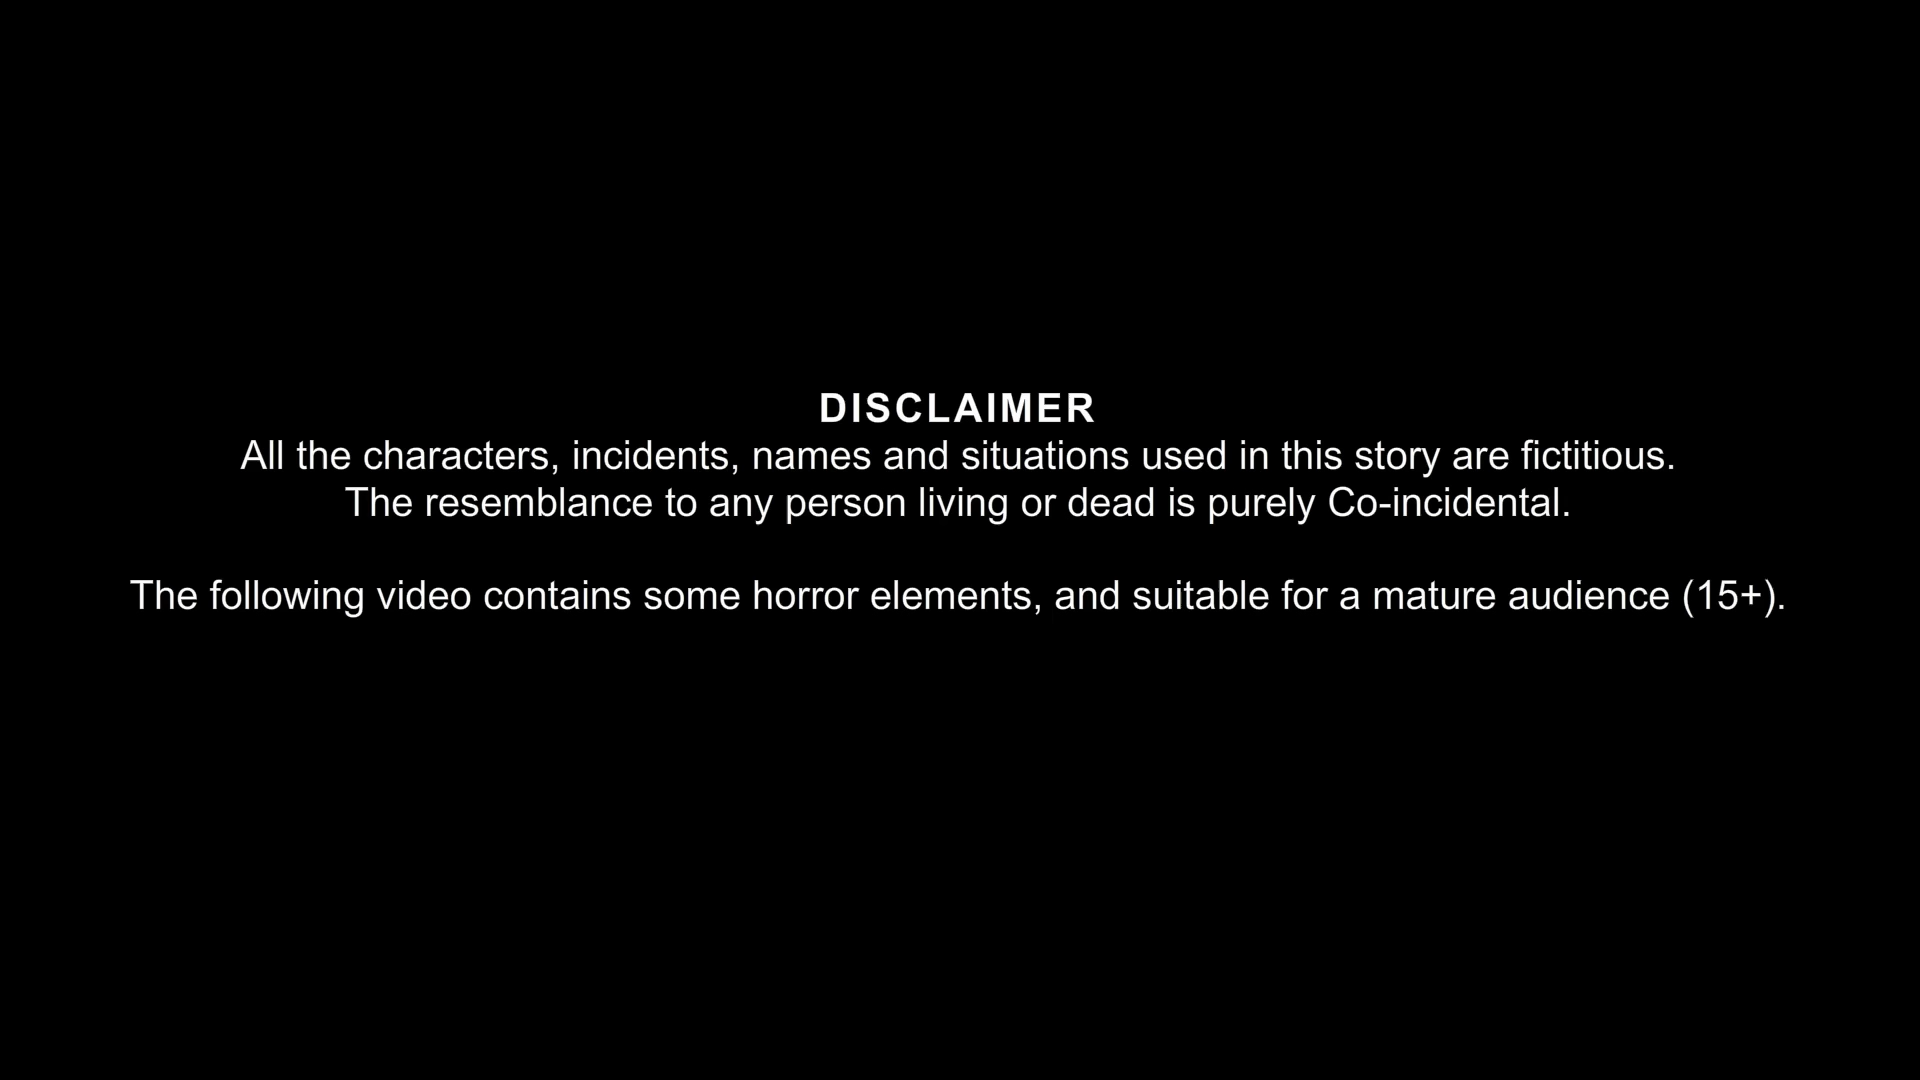 DISCLAIMER
All the characters, incidents, names and situations used in this story are fictitious.
The resemblance to any person living or dead is purely Co-incidental.
The following video contains some horror elements, and suitable for a mature audience (15+).